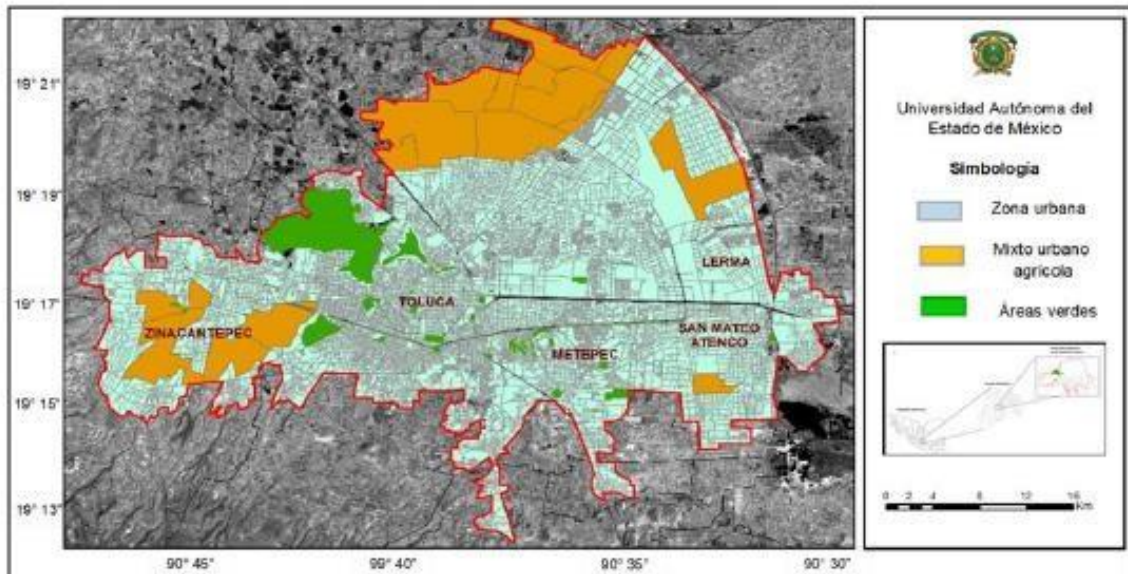 19° 21'
19° 19'
19° 17'
19° 15'
19° 13'
90° 45'
99° 40'
90° 35'
90° 30'
ZINACANTEPEC
TOLUCA
METEPEC
LERMA
SAN MATEO
ATENCO
Universidad Autónoma del
Estado de México
Simbología
Zona urbana
Mixto urbano
agrícola
Áreas verdes
0 2 4 8 12 16
km